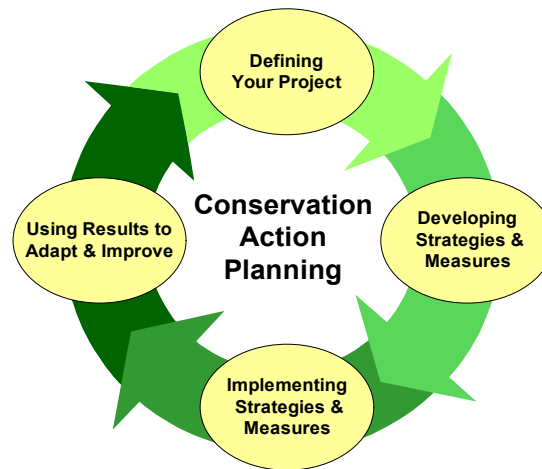 Defining
Your Project
Conservation
Action
Planning
Developing
Strategies &
Measures
Implementing
Strategies &
Measures
Using Results to
Adapt & Improve